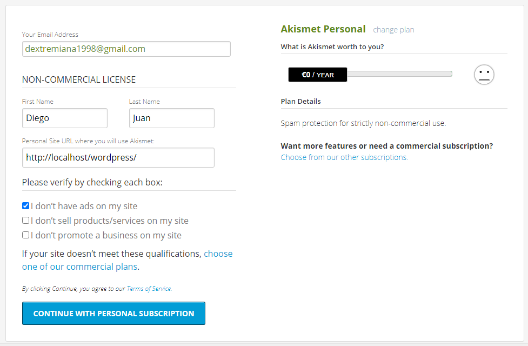 Akismet Personal change plan
Your Email Address
dextremiana1998@gmail.com
What is Akismet worth to you?
€0 / YEAR
NON-COMMERCIAL LICENSE
First Name Last Name
Diego Juan
Plan Details
Spam protection for strictly non-commercial use.
Personal Site URL where you will use Akismet:
http://localhost/wordpress/
Want more features or need a commercial subscription?
Choose from our other subscriptions.
Please verify by checking each box:
I don't have ads on my site
I don't sell products/services on my site
I don't promote a business on my site
If your site doesn't meet these qualifications, choose
one of our commercial plans.
By clicking Continue, you agree to our Terms of Service.
CONTINUE WITH PERSONAL SUBSCRIPTION